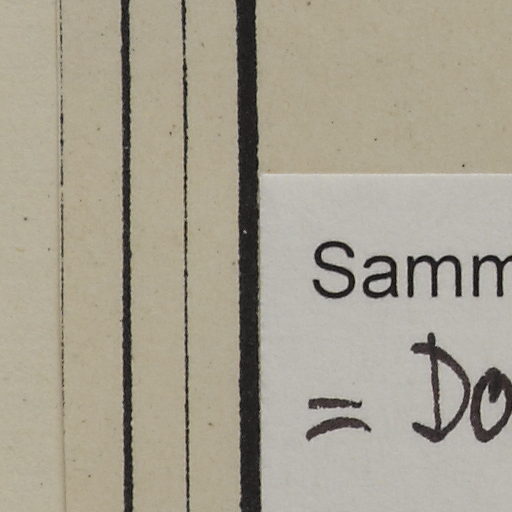 Samm
= Do